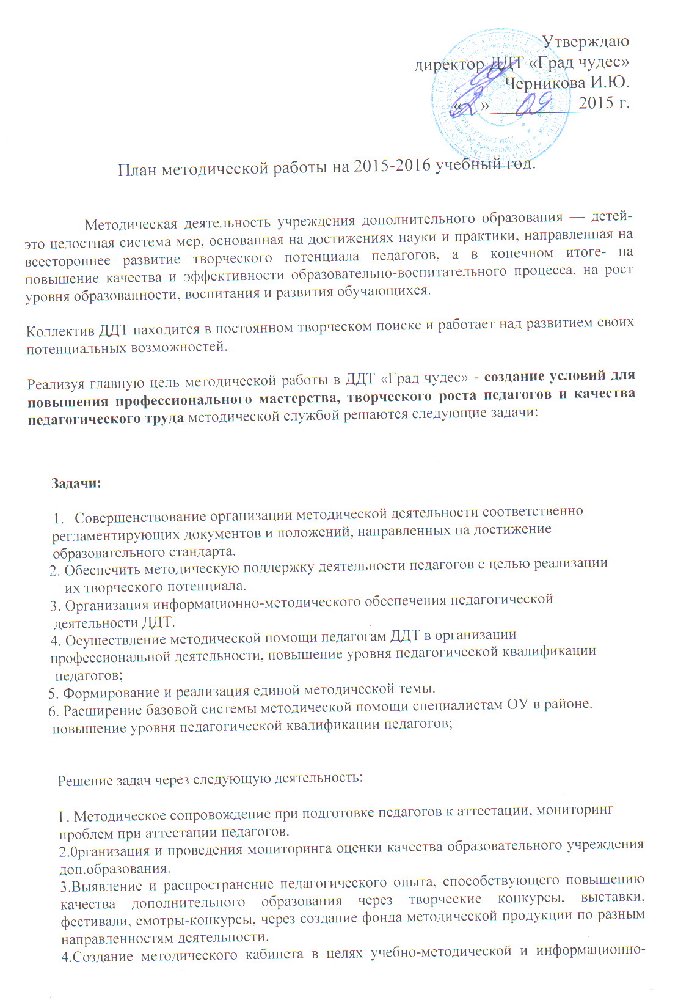 Утверждаю
директор ДДТ «Град чудес»
Черникова И.Ю.
«2» 09 2015 г.
План методической работы на 2015-2016 учебный год.
Методическая деятельность учреждения дополнительного образования — детей-
это целостная система мер, основанная на достижениях науки и практики, направленная на
всестороннее развитие творческого потенциала педагогов, а в конечном итоге- на
повышение качества и эффективности образовательно-воспитательного процесса, на рост
уровня образованности, воспитания и развития обучающихся.
Коллектив ДДТ находится в постоянном творческом поиске и работает над развитием своих
потенциальных возможностей.
Реализуя главную цель методической работы в ДДТ «Град чудес» - создание условий для
повышения профессионального мастерства, творческого роста педагогов и качества
педагогического труда методической службой решаются следующие задачи:
Задачи:
1. Совершенствование организации методической деятельности соответственно
регламентирующих документов и положений, направленных на достижение
образовательного стандарта.
2. Обеспечить методическую поддержку деятельности педагогов с целью реализации
их творческого потенциала.
3. Организация информационно-методического обеспечения педагогической
деятельности ДДТ.
4. Осуществление методической помощи педагогам ДДТ в организации
профессиональной деятельности, повышение уровня педагогической квалификации
педагогов;
5. Формирование и реализация единой методической темы.
6. Расширение базовой системы методической помощи специалистам ОУ в районе.
повышение уровня педагогической квалификации педагогов;
Решение задач через следующую деятельность:
I . Методическое сопровождение при подготовке педагогов к аттестации, мониторинг
проблем при аттестации педагогов.
2.0рганизация и проведения мониторинга оценки качества образовательного учреждения
доп.образования.
3.Выявление и распространение педагогического опыта, способствующего повышению
качества дополнительного образования через творческие конкурсы, выставки,
фестивали, смотры-конкурсы, через создание фонда методической продукции по разным
направленностям деятельности.
4.Создание методического кабинета в целях учебно-методической и информационно-